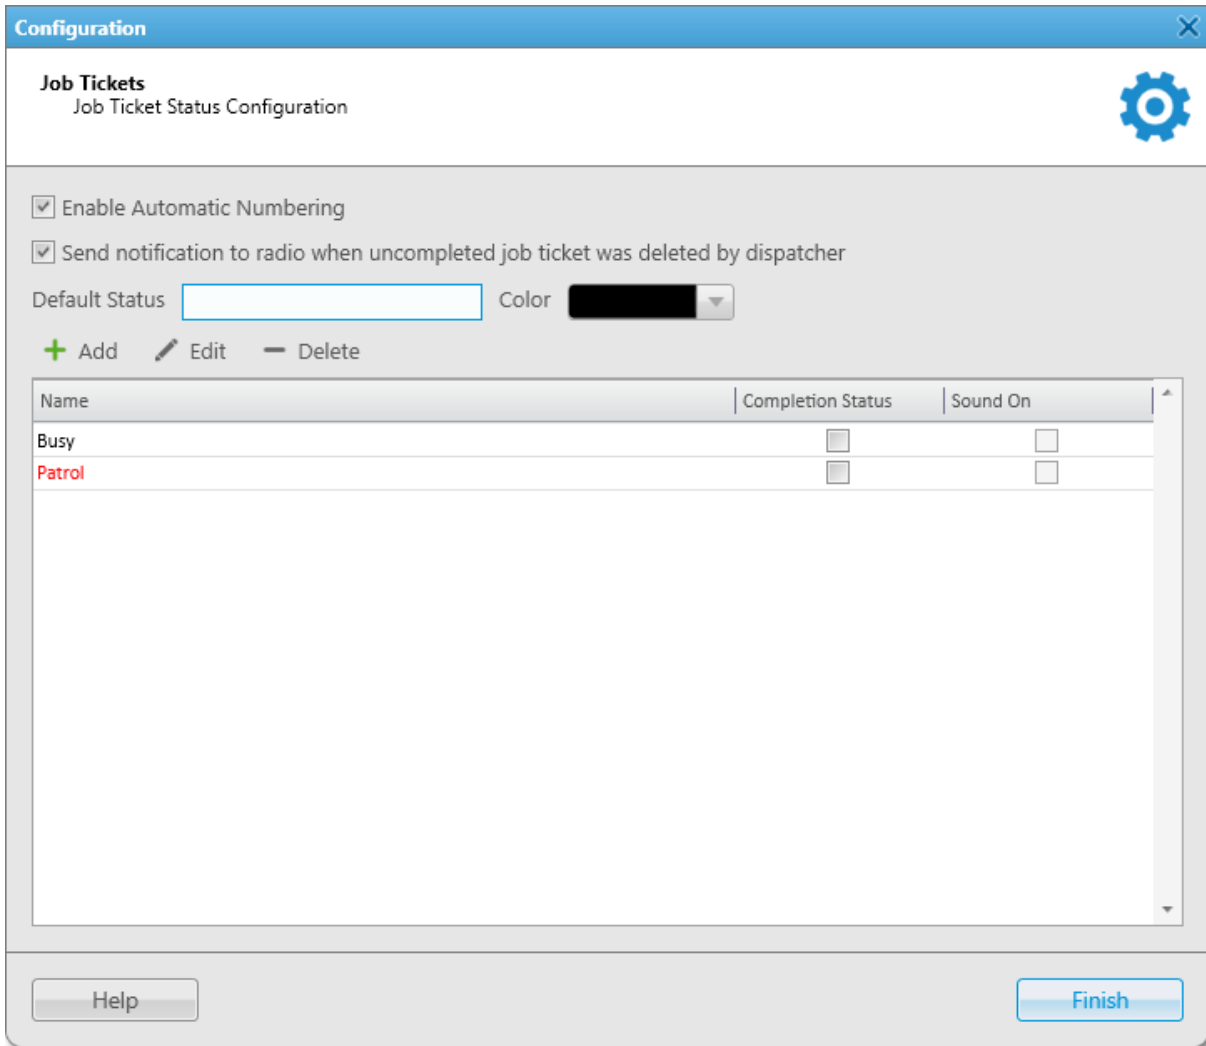 Configuration
Job Tickets
Job Ticket Status Configuration
Enable Automatic Numbering
Send notification to radio when uncompleted job ticket was deleted by dispatcher
Default Status Color
Add Edit Delete
Name Completion Status Sound On
Busy
Patrol
Help Finish